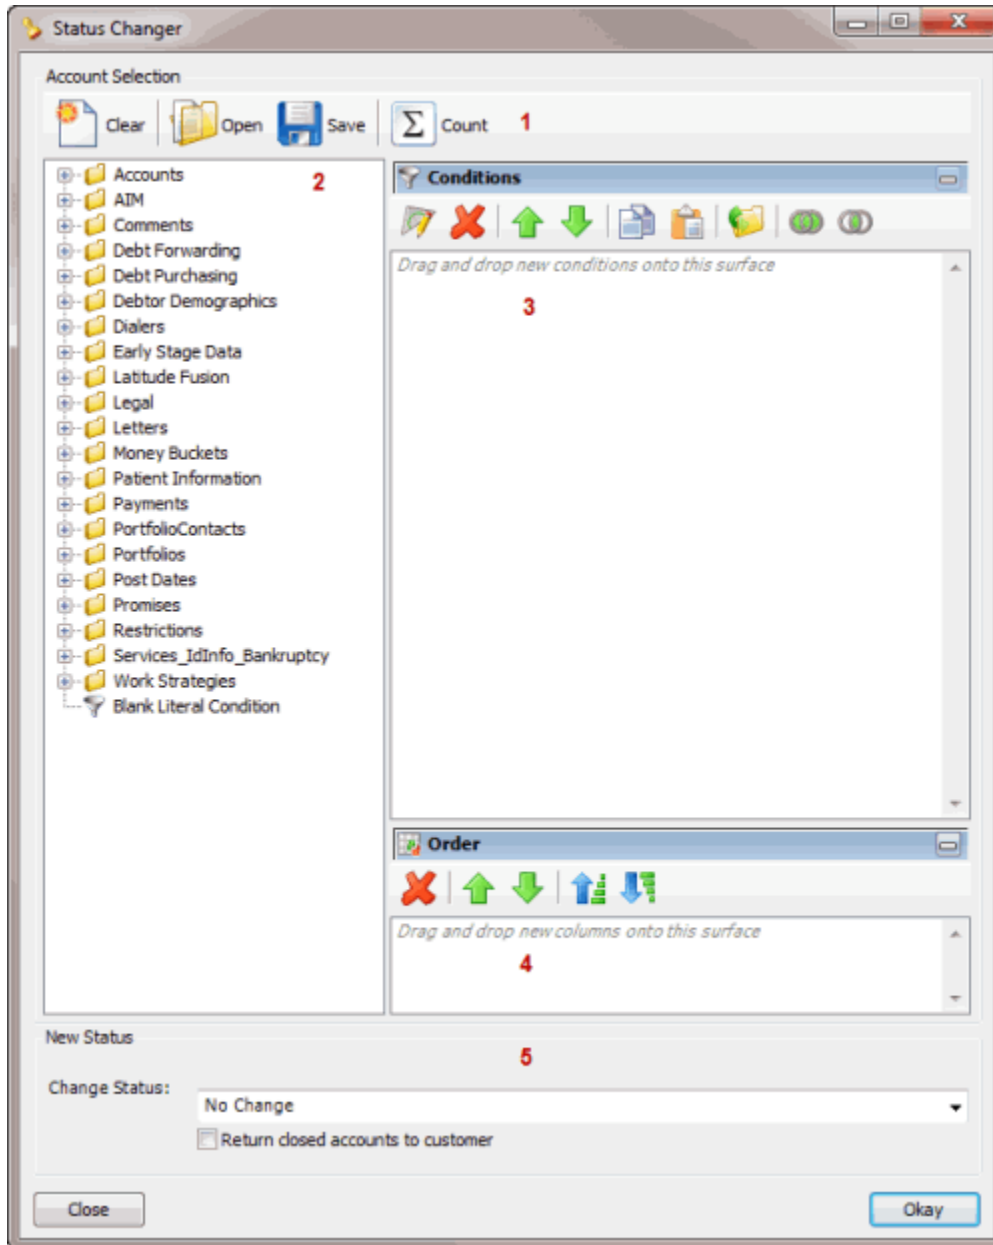 Status Changer
Account Selection
Clear Open Save Σ Count 1
2
Accounts
AIM
Comments
Debt Forwarding
Debt Purchasing
Debtor Demographics
Dialers
Early Stage Data
Latitude Fusion
Legal
Letters
Money Buckets
Patient Information
Payments
PortfolioContacts
Portfolios
Post Dates
Promises
Restrictions
Services_IdInfo_Bankruptcy
Work Strategies
Blank Literal Condition
Conditions
Drag and drop new conditions onto this surface
3
Order
Drag and drop new columns onto this surface
4
New Status
5
Change Status:
No Change
Return closed accounts to customer
Close Okay